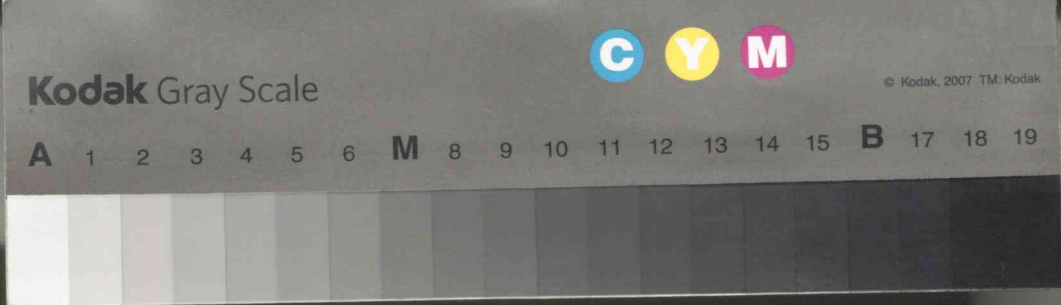 C Y M
Kodak Gray Scale
© Kodak, 2007 TM: Kodak
A 1 2 3 4 5 6 M 8 9 10 11 12 13 14 15 B 17 18 19